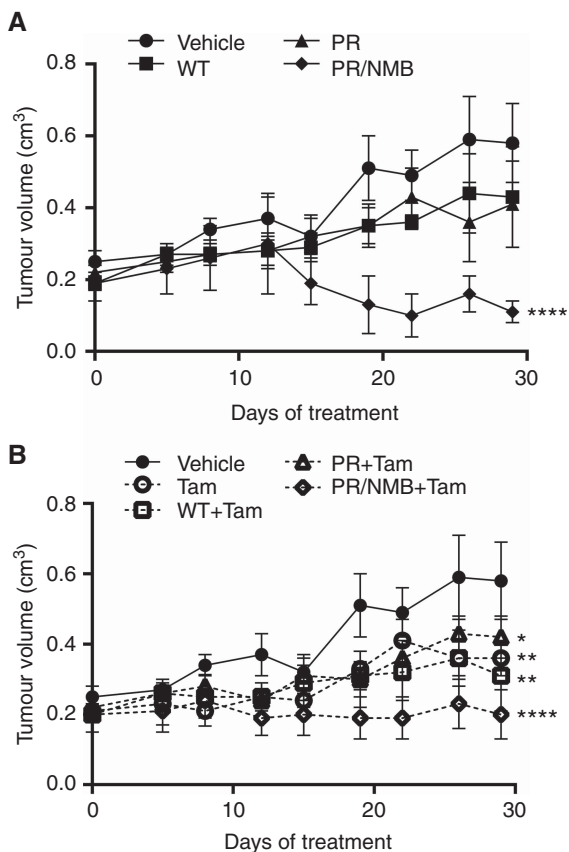 A
Vehicle
PR
WT
PR/NMB
0.8
0.6
0.4
0.2
0.0
Tumour volume (cm³)
****
0
10
20
30
Days of treatment
B
Vehicle
PR+Tam
Tam
PR/NMB+Tam
WT+Tam
0.8
0.6
0.4
0.2
0.0
Tumour volume (cm³)
*
**
**
****
0
10
20
30
Days of treatment